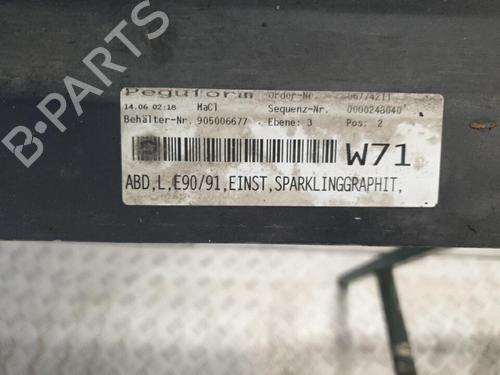 Peguform Order-Nr.
14.06 02:18 MaCl Sequenz-Nr. 0000248040
Behälter-Nr. 905006677 Ebene: 3 Pos: 2
W71
ABD,L,E90/91,EINST,SPARKLINGGRAPHIT,
B-PARTS
B-PARTS